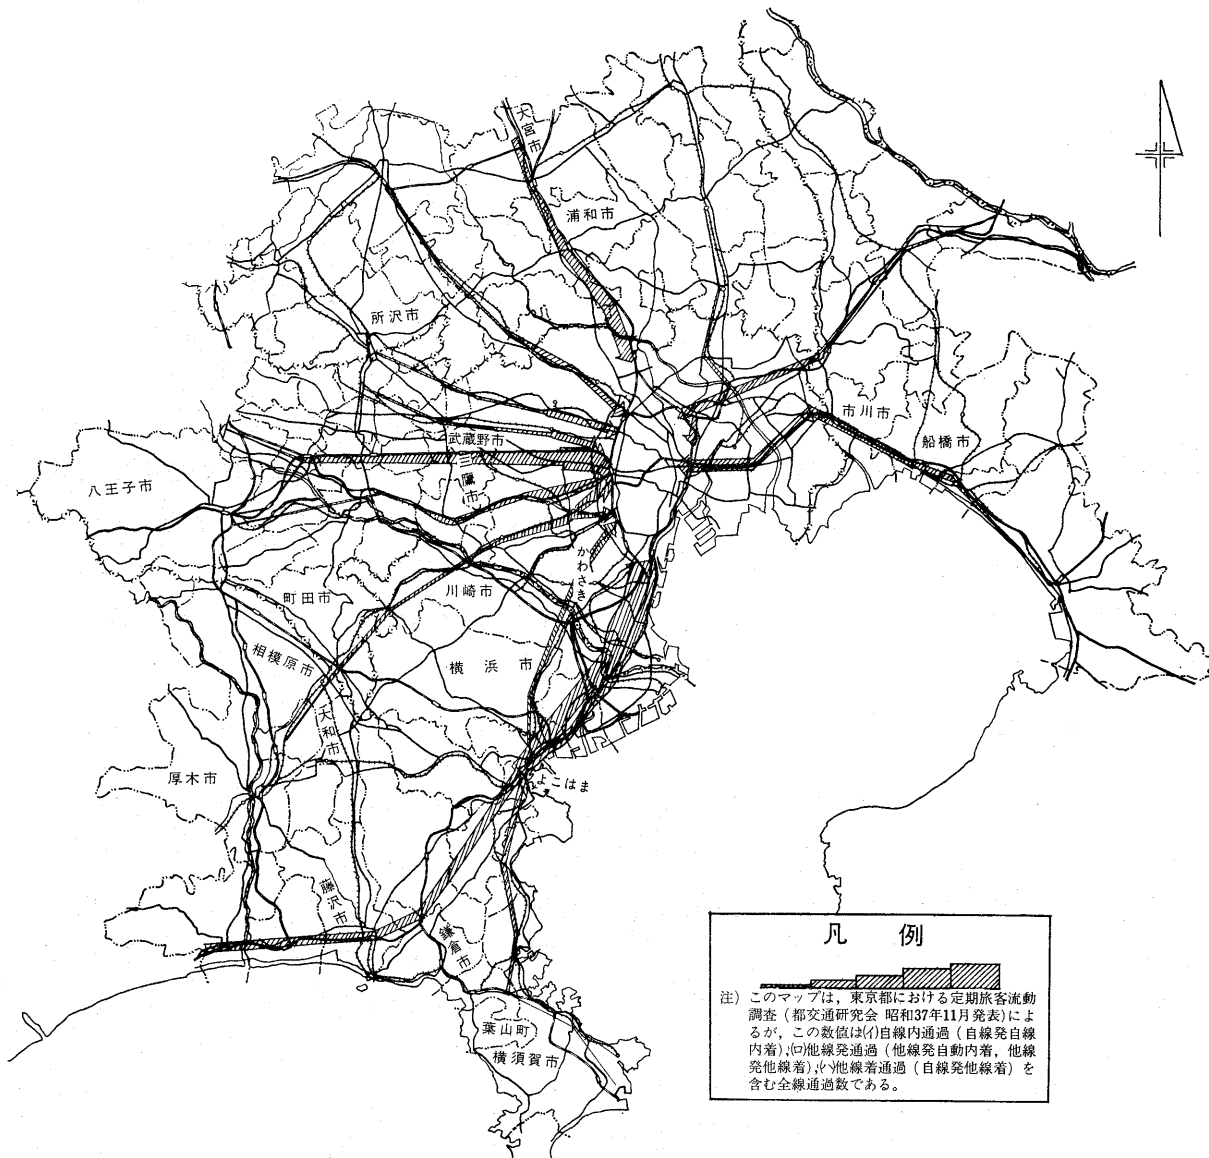 大宮市
浦和市
所沢市
市川市
船橋市
武蔵野市
三鷹市
八王子市
かわさき
町田市
川崎市
相模原市
横浜市
大和市
厚木市
よこはま
藤沢市
鎌倉市
葉山町
横須賀市
凡例
注）このマップは，東京都における定期旅客流動
調査（都交通研究会 昭和37年11月発表）によ
るが，この数値は(イ)自線内通過（自線発自線
内着），(ロ)他線発通過（他線発自動内着，他線
発他線着），(ハ)他線着通過（自線発他線着）を
含む全線通過数である。